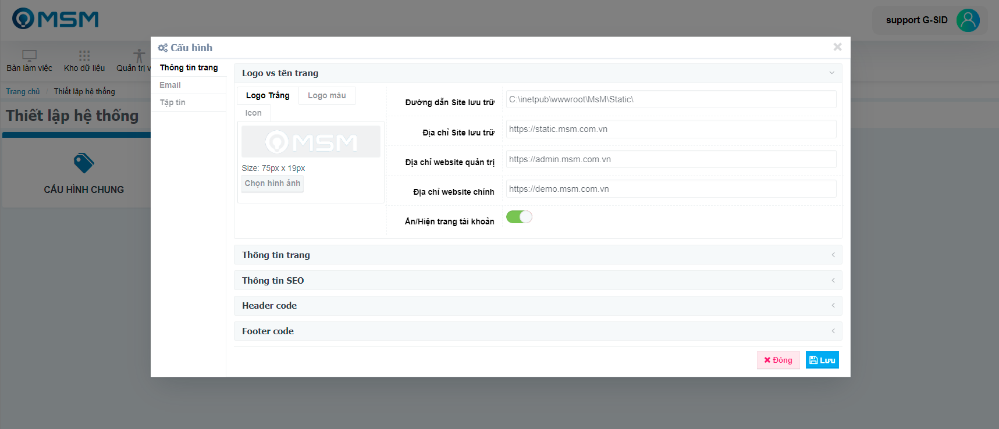 MSM
support G-SID
Bàn làm việc
Kho dữ liệu
Quản trị v
Trang chủ / Thiết lập hệ thống
Thiết lập hệ thống
CẤU HÌNH CHUNG
Cấu hình
Thông tin trang
Email
Tập tin
Logo vs tên trang
Logo Trắng
Logo màu
Icon
MSM
Size: 75px x 19px
Chọn hình ảnh
Đường dẫn Site lưu trữ
C:\inetpub\wwwroot\MsM\Static\
Địa chỉ Site lưu trữ
https://static.msm.com.vn
Địa chỉ website quản trị
https://admin.msm.com.vn
Địa chỉ website chính
https://demo.msm.com.vn
Ẩn/Hiện trang tài khoản
Thông tin trang
Thông tin SEO
Header code
Footer code
Đóng
Lưu